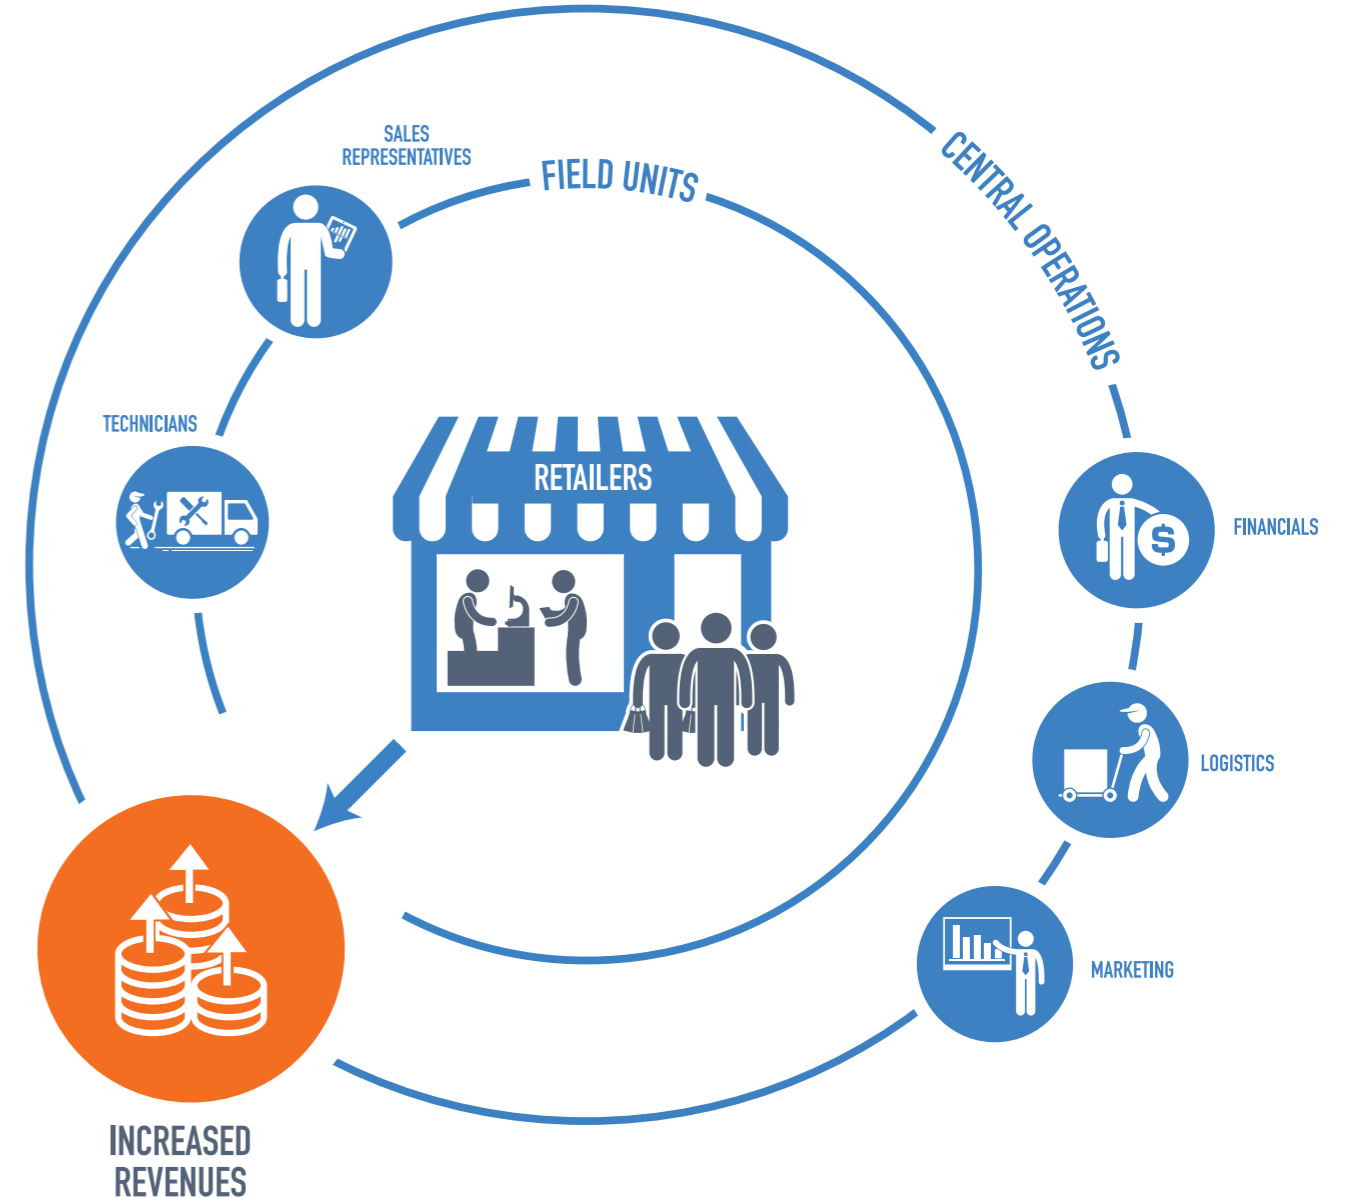 SALES
REPRESENTATIVES
FIELD UNITS
CENTRAL OPERATIONS
TECHNICIANS
RETAILERS
$
FINANCIALS
LOGISTICS
MARKETING
INCREASED
REVENUES